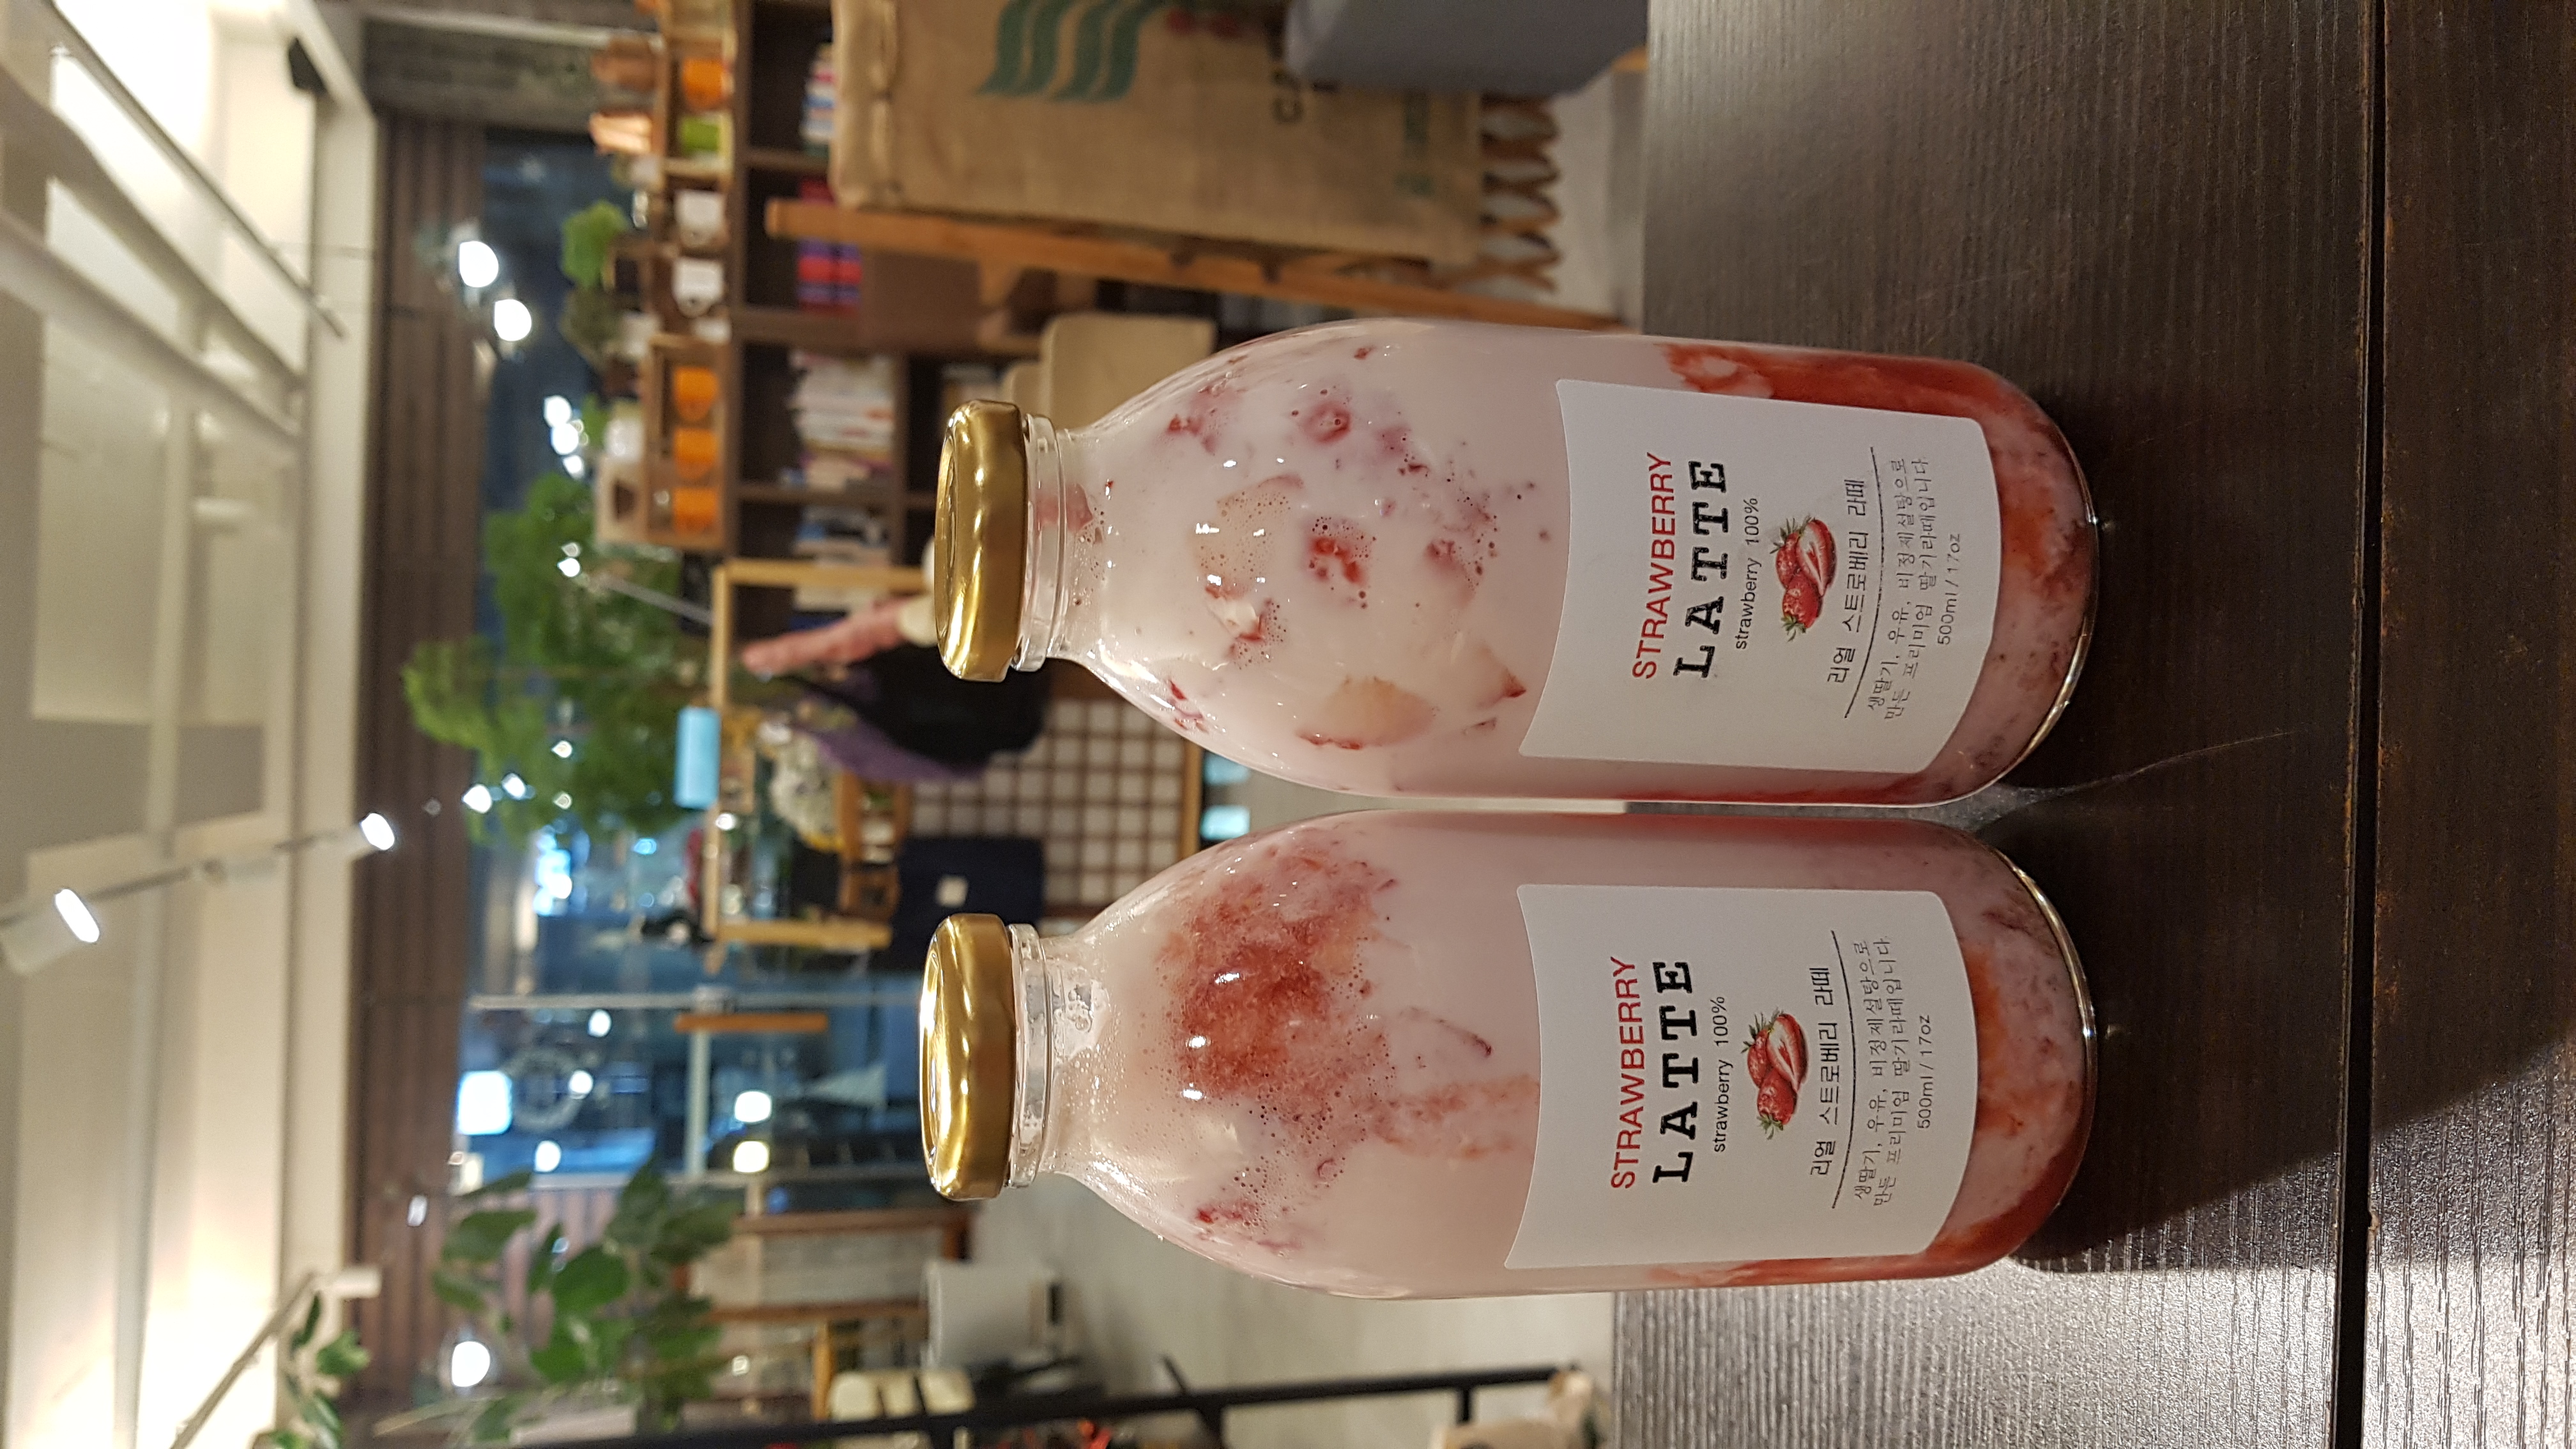 STRAWBERRY
LATTE
strawberry 100%
리얼 스트로베리 라떼
생딸기, 우유, 비정제설탕으로
만든 프리미엄 딸기라떼입니다.
500ml / 17oz
STRAWBERRY
LATTE
strawberry 100%
리얼 스트로베리 라떼
생딸기, 우유, 비정제설탕으로
만든 프리미엄 딸기라떼입니다.
500ml / 17oz